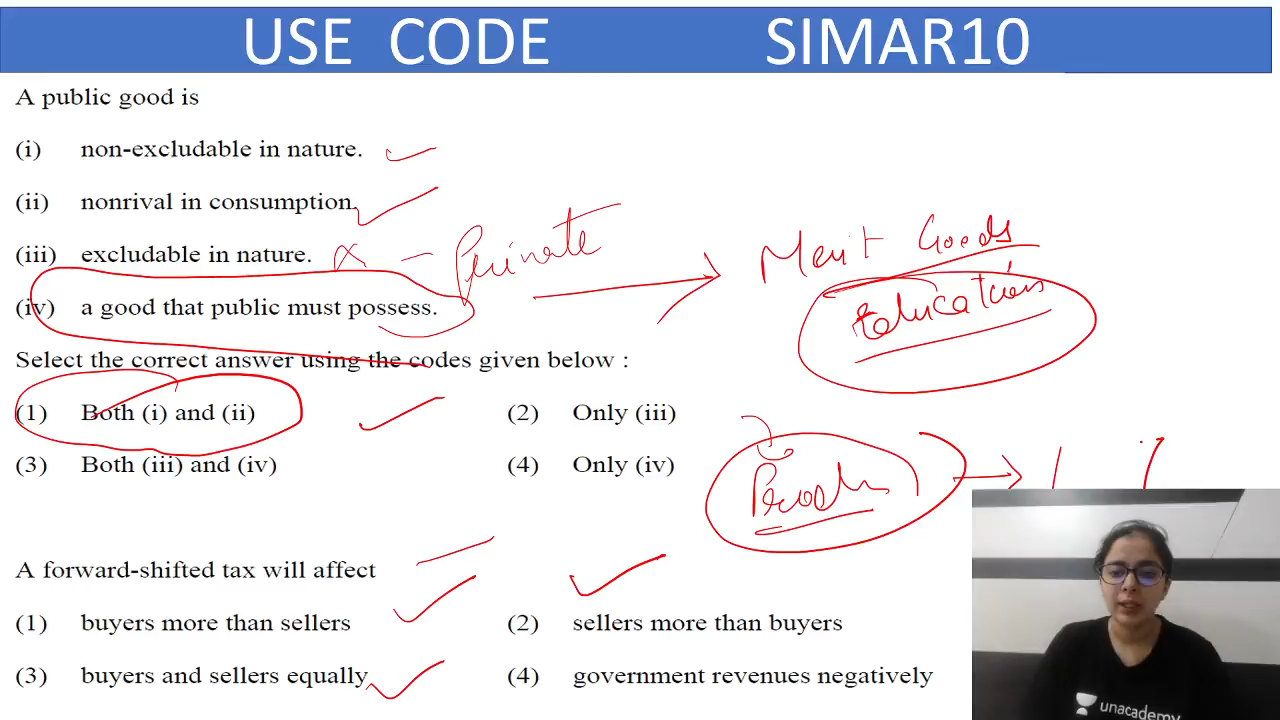 USE CODE SIMAR10
A public good is
(i) non-excludable in nature.
(ii) nonrival in consumption.
(iii) excludable in nature. x – Private
Merit Goods
(iv) a good that public must possess.
Education
Select the correct answer using the codes given below :
(1) Both (i) and (ii) (2) Only (iii)
(3) Both (iii) and (iv) (4) Only (iv)
A forward-shifted tax will affect
(1) buyers more than sellers (2) sellers more than buyers
(3) buyers and sellers equally (4) government revenues negatively
unacademy